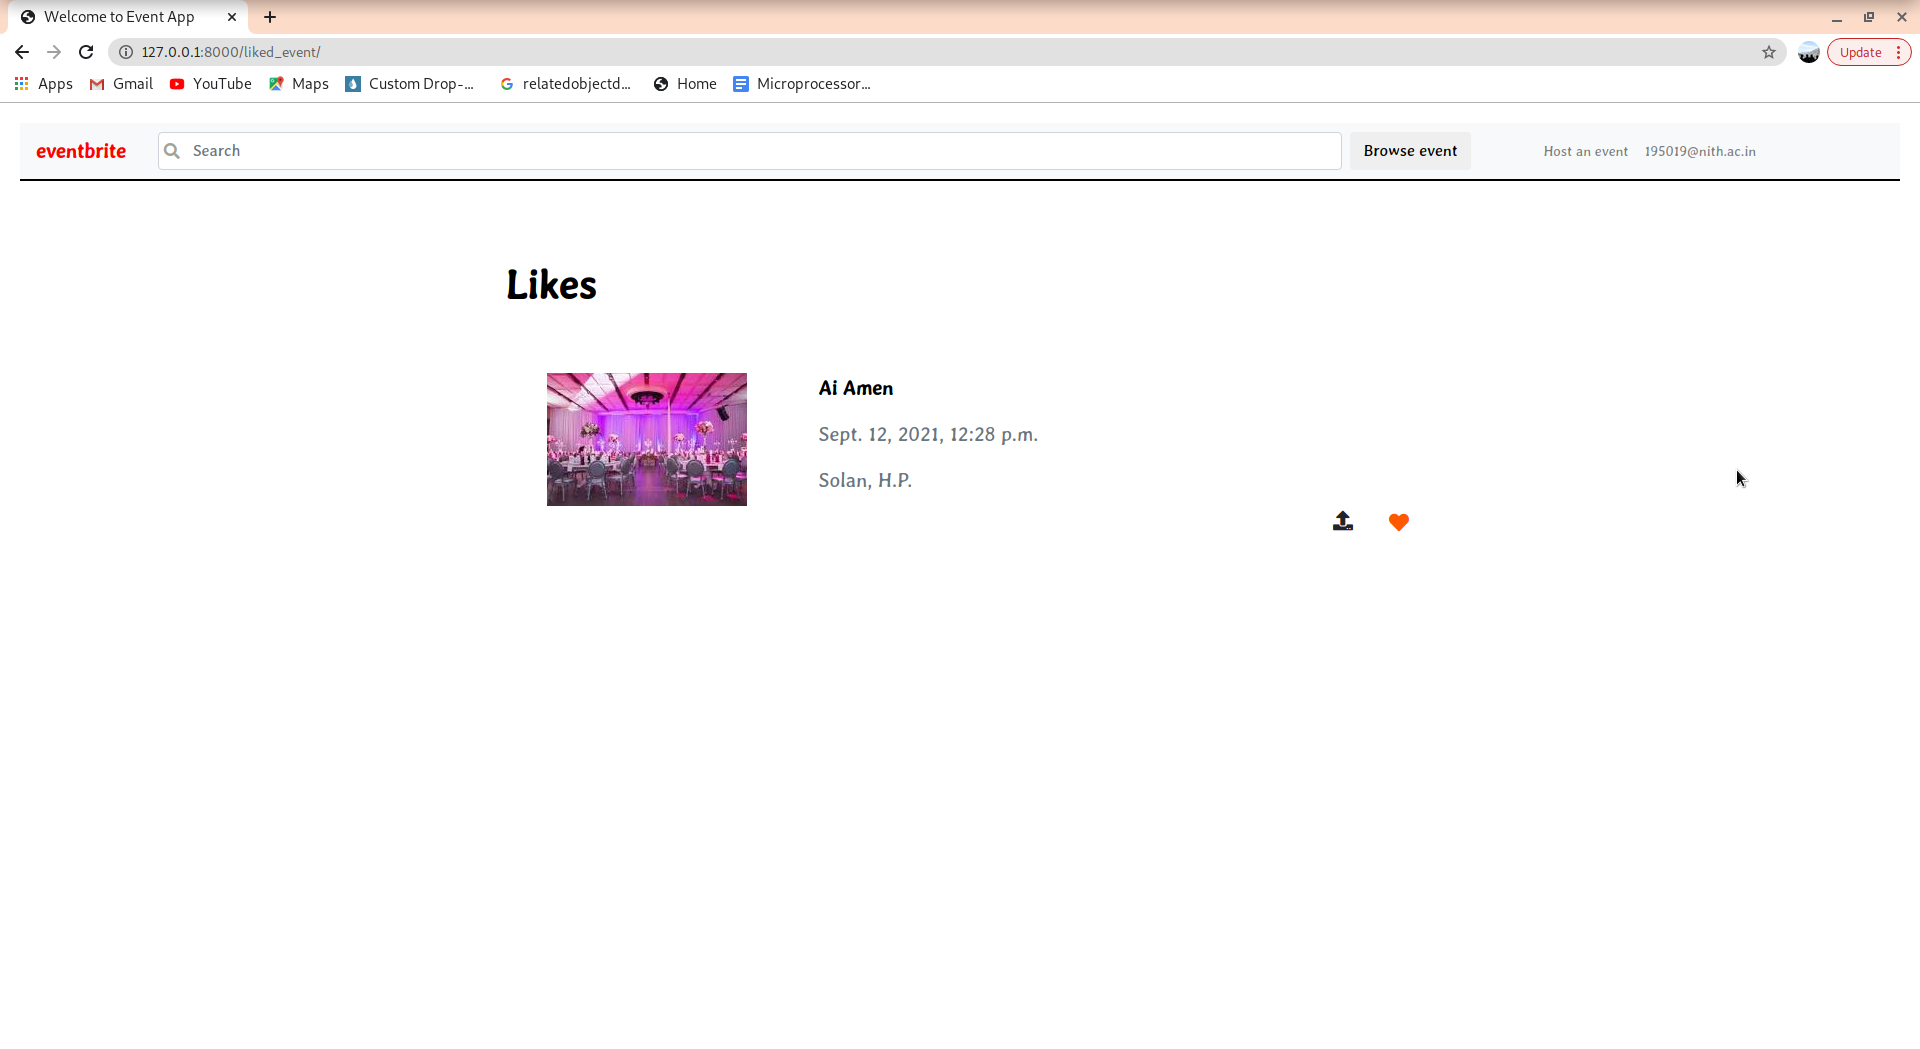 Welcome to Event App
127.0.0.1:8000/liked_event/
Update
Apps Gmail YouTube Maps Custom Drop-... relatedobjectd... Home Microprocessor...
eventbrite Search Browse event Host an event 195019@nith.ac.in
Likes
Ai Amen
Sept. 12, 2021, 12:28 p.m.
Solan, H.P.